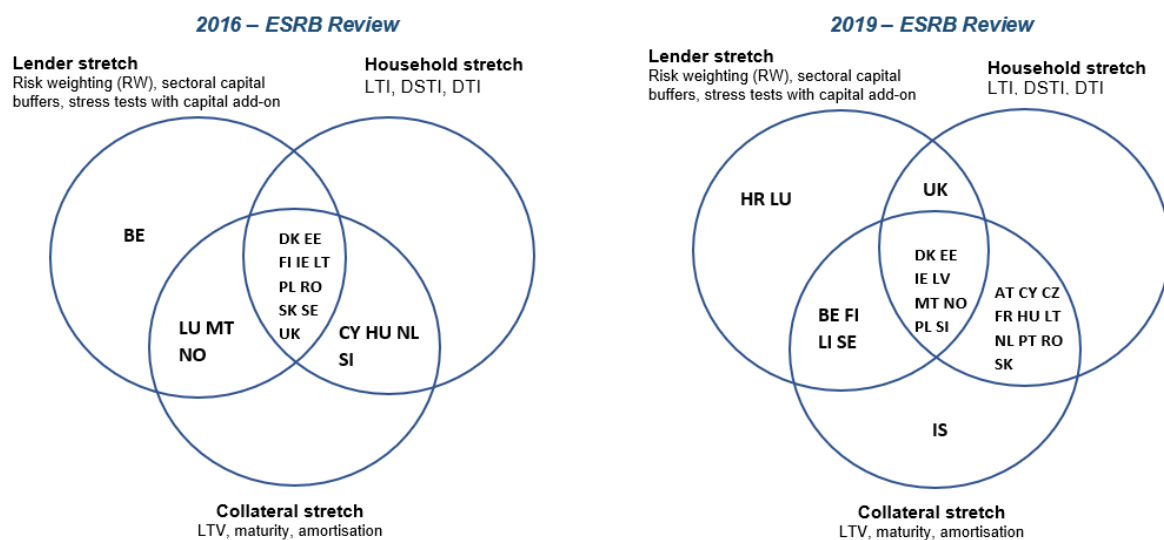 2016 – ESRB Review
Lender stretch
Risk weighting (RW), sectoral capital
buffers, stress tests with capital add-on
Household stretch
LTI, DSTI, DTI
BE
DK EE
FI IE LT
PL RO
SK SE
UK
LU MT
NO
CY HU NL
SI
Collateral stretch
LTV, maturity, amortisation
2019 – ESRB Review
Lender stretch
Risk weighting (RW), sectoral capital
buffers, stress tests with capital add-on
Household stretch
LTI, DSTI, DTI
HR LU
UK
DK EE
IE LV
MT NO
PL SI
BE FI
LI SE
AT CY CZ
FR HU LT
NL PT RO
SK
IS
Collateral stretch
LTV, maturity, amortisation